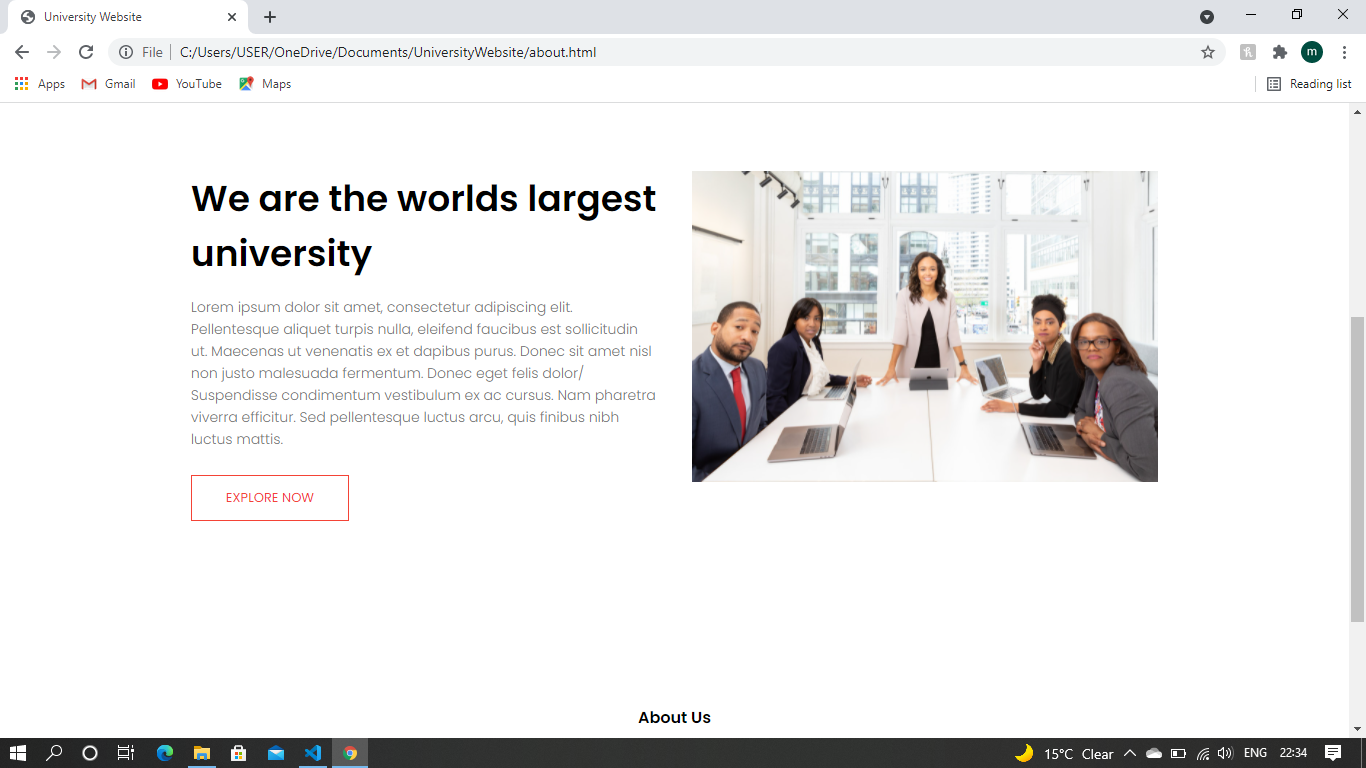 University Website
File
C:/Users/USER/OneDrive/Documents/UniversityWebsite/about.html
m
Apps
Gmail
YouTube
Maps
Reading list
We are the worlds largest
university
Lorem ipsum dolor sit amet, consectetur adipiscing elit.
Pellentesque aliquet turpis nulla, eleifend faucibus est sollicitudin
ut. Maecenas ut venenatis ex et dapibus purus. Donec sit amet nisl
non justo malesuada fermentum. Donec eget felis dolor/
Suspendisse condimentum vestibulum ex ac cursus. Nam pharetra
viverra efficitur. Sed pellentesque luctus arcu, quis finibus nibh
luctus mattis.
EXPLORE NOW
About Us
15°C Clear
ENG
22:34